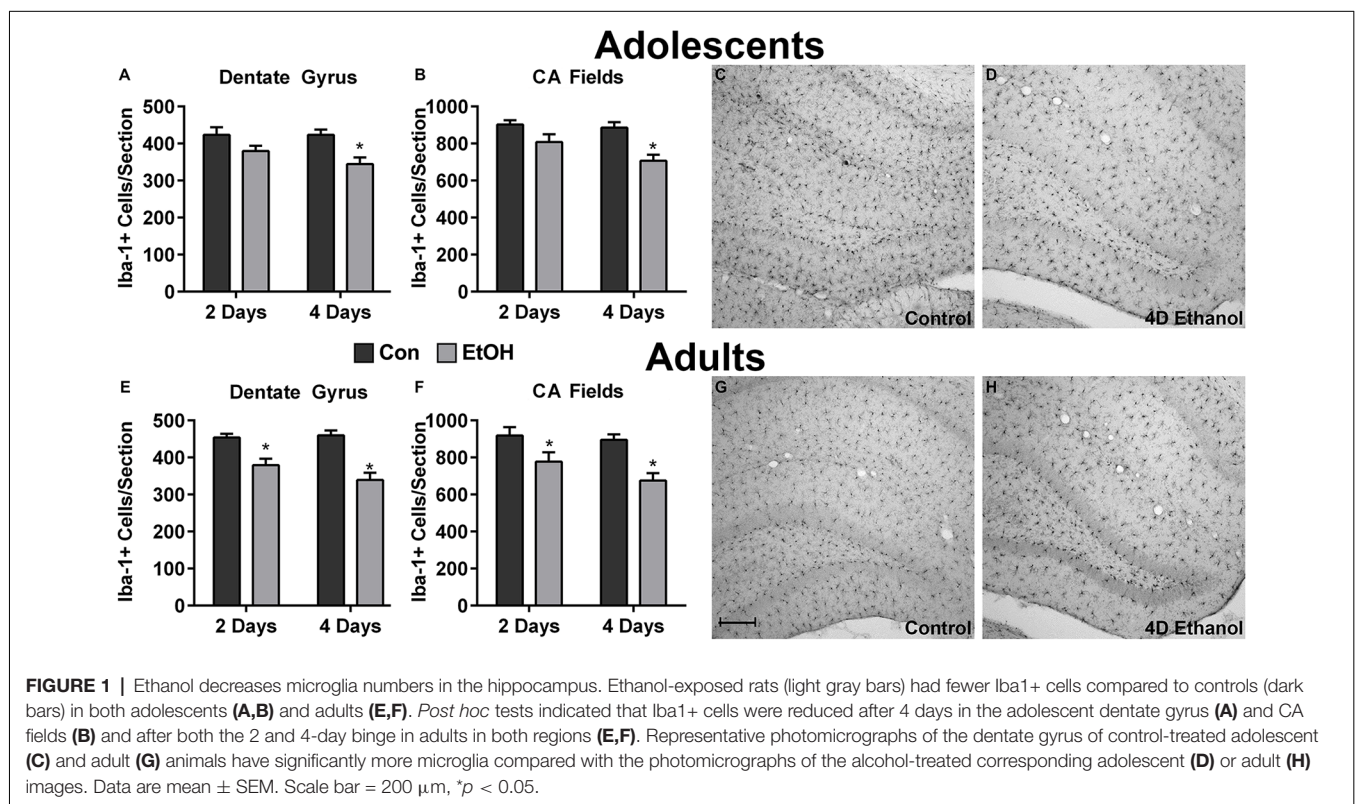 Adolescents
A
Dentate Gyrus
Iba-1+ Cells/Section
500
400
300
200
100
0
*
2 Days
4 Days
B
CA Fields
Iba-1+ Cells/Section
1000
800
600
400
200
0
*
2 Days
4 Days
C
Control
D
4D Ethanol
Con
EtOH
Adults
E
Dentate Gyrus
Iba-1+ Cells/Section
500
400
300
200
100
0
*
*
2 Days
4 Days
F
CA Fields
Iba-1+ Cells/Section
1000
800
600
400
200
0
*
*
2 Days
4 Days
G
Control
H
4D Ethanol
FIGURE 1 | Ethanol decreases microglia numbers in the hippocampus. Ethanol-exposed rats (light gray bars) had fewer Iba1+ cells compared to controls (dark
bars) in both adolescents (A,B) and adults (E,F). Post hoc tests indicated that Iba1+ cells were reduced after 4 days in the adolescent dentate gyrus (A) and CA
fields (B) and after both the 2 and 4-day binge in adults in both regions (E,F). Representative photomicrographs of the dentate gyrus of control-treated adolescent
(C) and adult (G) animals have significantly more microglia compared with the photomicrographs of the alcohol-treated corresponding adolescent (D) or adult (H)
images. Data are mean ± SEM. Scale bar = 200 μm, *p < 0.05.